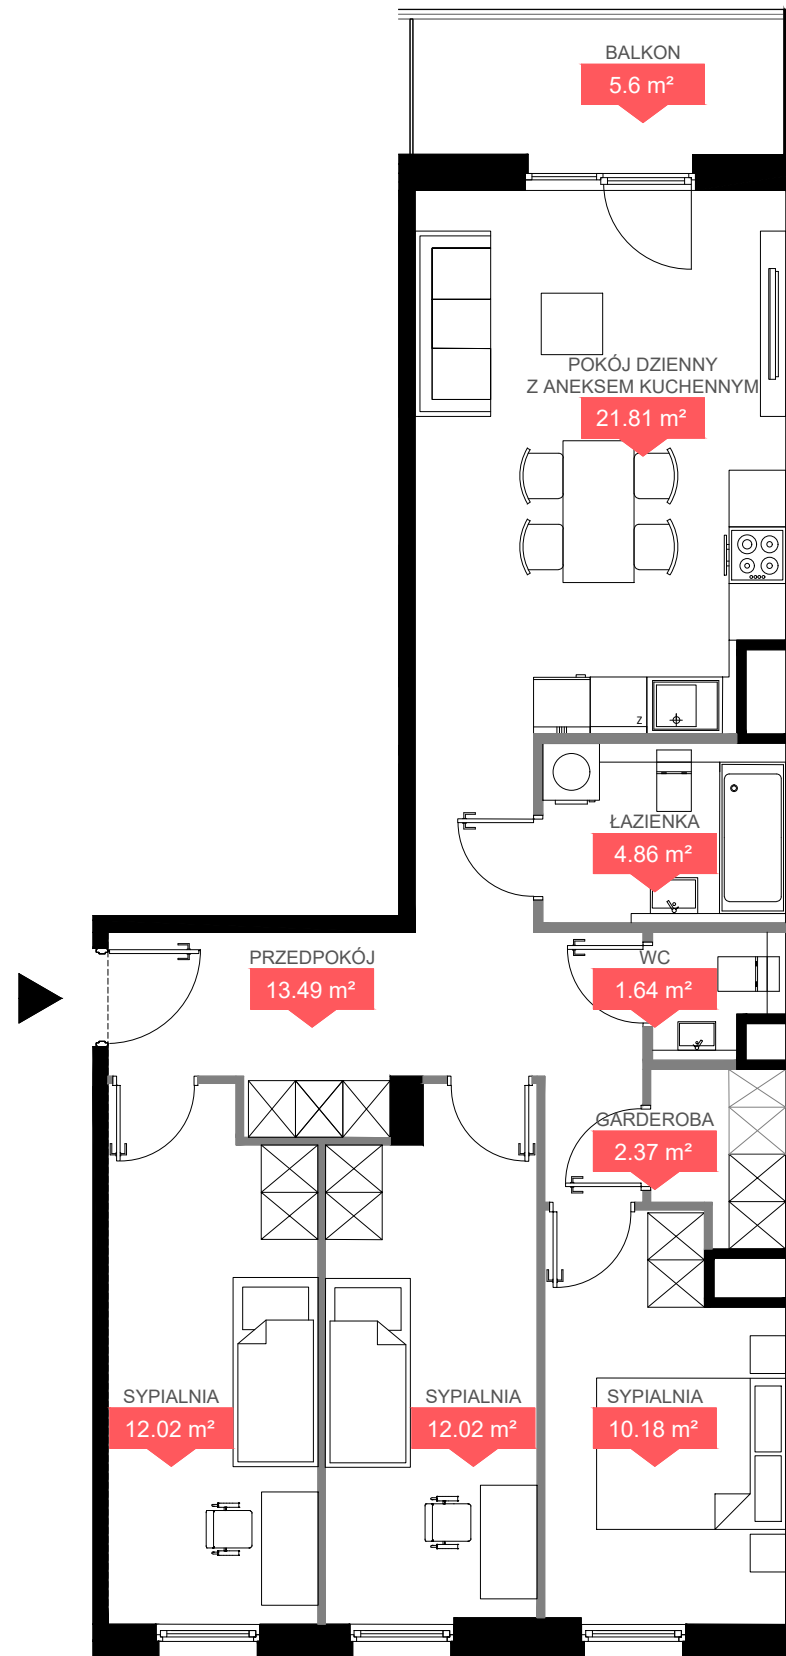 BALKON
5.6 m²
POKÓJ DZIENNY
Z ANEKSEM KUCHENNYM
21.81 m²
Z
ŁAZIENKA
4.86 m²
PRZEDPOKÓJ
13.49 m²
WC
1.64 m²
GARDEROBA
2.37 m²
SYPIALNIA
12.02 m²
SYPIALNIA
12.02 m²
SYPIALNIA
10.18 m²